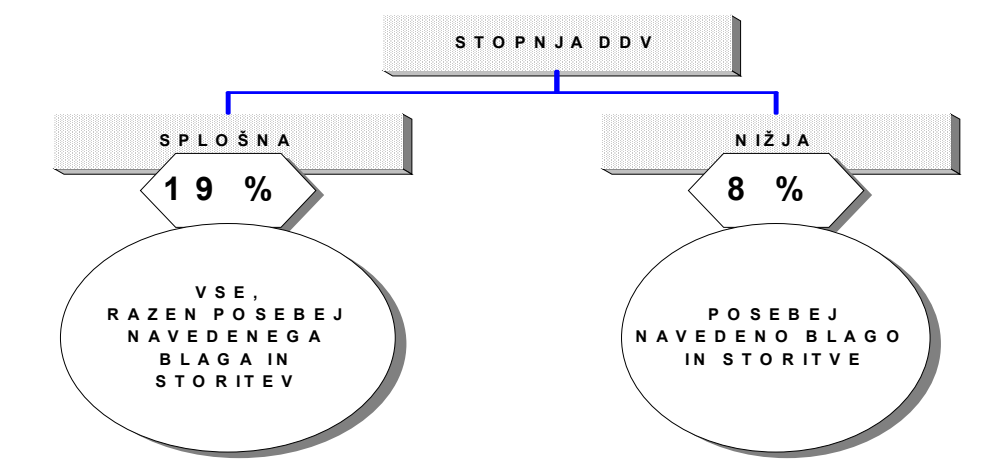 STOPNJA DDV
SPLOŠNA
19 %
VSE,
RAZEN POSEBEJ
NAVEDENEGA
BLAGA IN
STORITEV
NIŽJA
8 %
POSEBEJ
NAVEDENO BLAGO
IN STORITVE